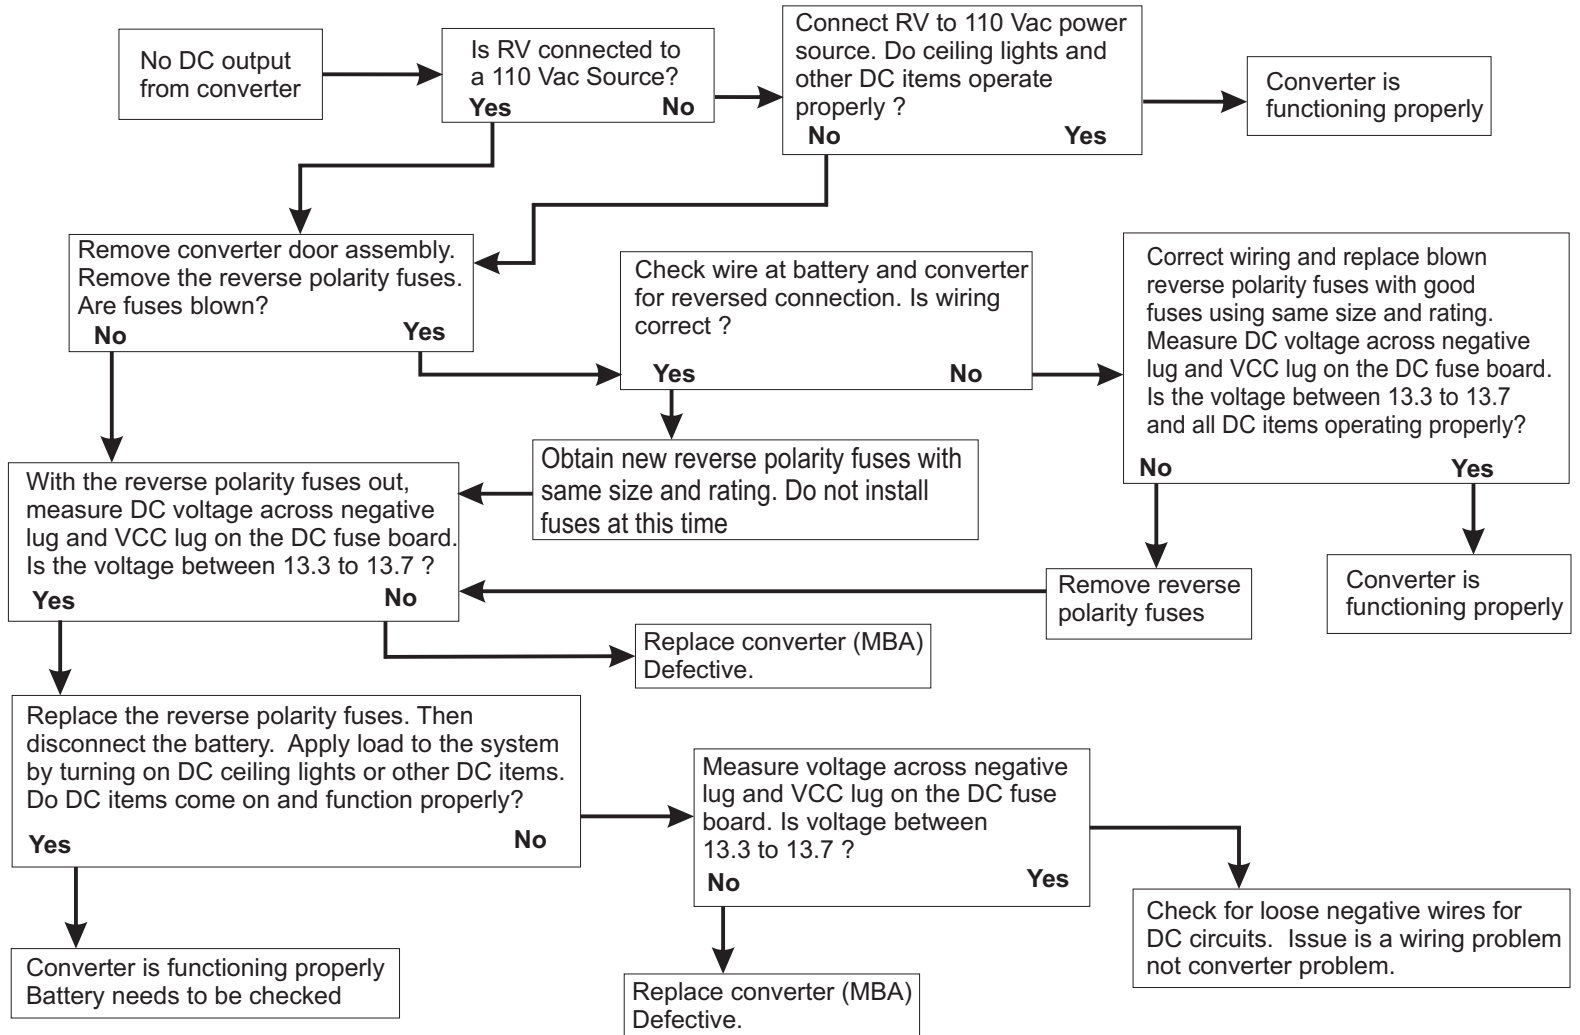 No DC output
from converter
Is RV connected to
a 110 Vac Source?
Yes No
Connect RV to 110 Vac power
source. Do ceiling lights and
other DC items operate
properly ?
No Yes
Converter is
functioning properly
Remove converter door assembly.
Remove the reverse polarity fuses.
Are fuses blown?
No Yes
Check wire at battery and converter
for reversed connection. Is wiring
correct ?
Yes No
Correct wiring and replace blown
reverse polarity fuses with good
fuses using same size and rating.
Measure DC voltage across negative
lug and VCC lug on the DC fuse board.
Is the voltage between 13.3 to 13.7
and all DC items operating properly?
No Yes
Obtain new reverse polarity fuses with
same size and rating. Do not install
fuses at this time
With the reverse polarity fuses out,
measure DC voltage across negative
lug and VCC lug on the DC fuse board.
Is the voltage between 13.3 to 13.7 ?
Yes No
Remove reverse
polarity fuses
Converter is
functioning properly
Replace converter (MBA)
Defective.
Replace the reverse polarity fuses. Then
disconnect the battery. Apply load to the system
by turning on DC ceiling lights or other DC items.
Do DC items come on and function properly?
Yes No
Measure voltage across negative
lug and VCC lug on the DC fuse
board. Is voltage between
13.3 to 13.7 ?
No Yes
Check for loose negative wires for
DC circuits. Issue is a wiring problem
not converter problem.
Converter is functioning properly
Battery needs to be checked
Replace converter (MBA)
Defective.